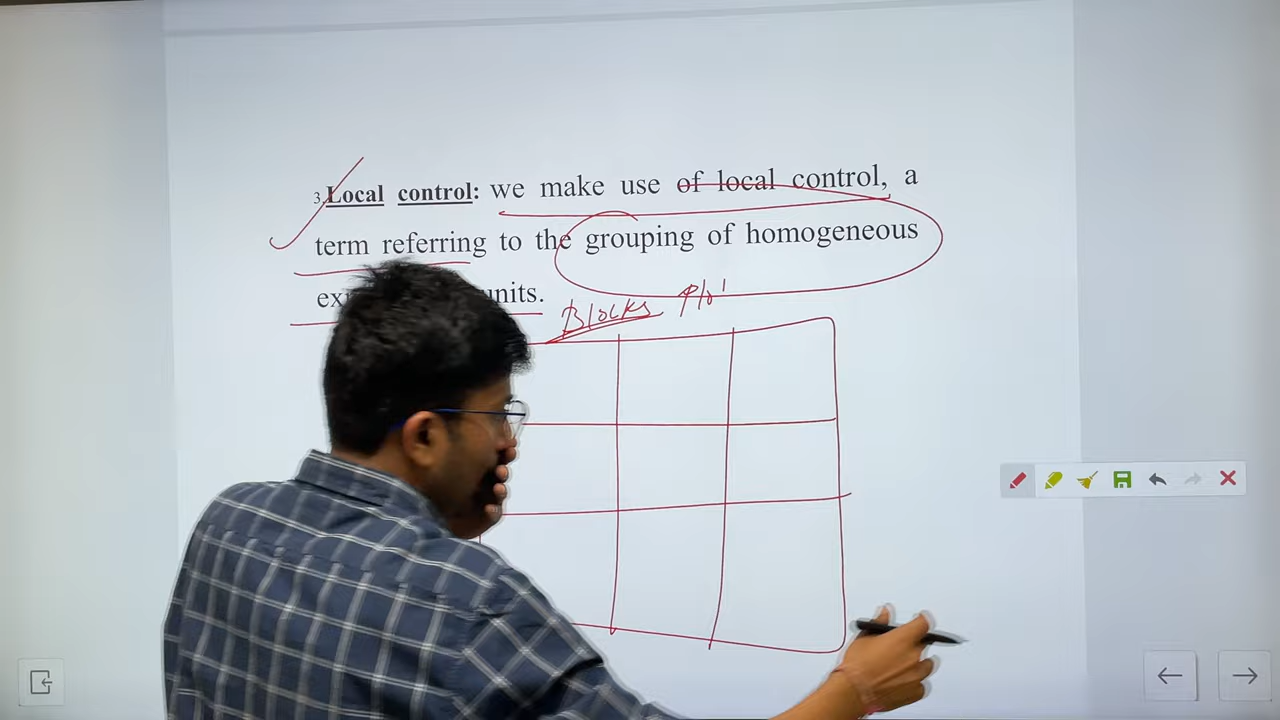 3.Local control: we make use of local control, a
term referring to the grouping of homogeneous
units.
Blocks